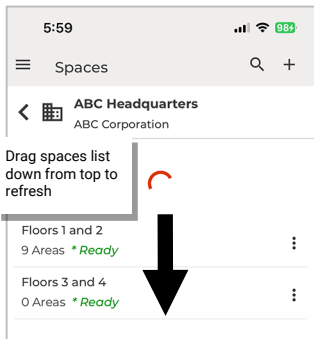 5:59
98
Spaces
ABC Headquarters
ABC Corporation
Drag spaces list
down from top to
refresh
Floors 1 and 2
9 Areas * Ready
Floors 3 and 4
0 Areas * Ready